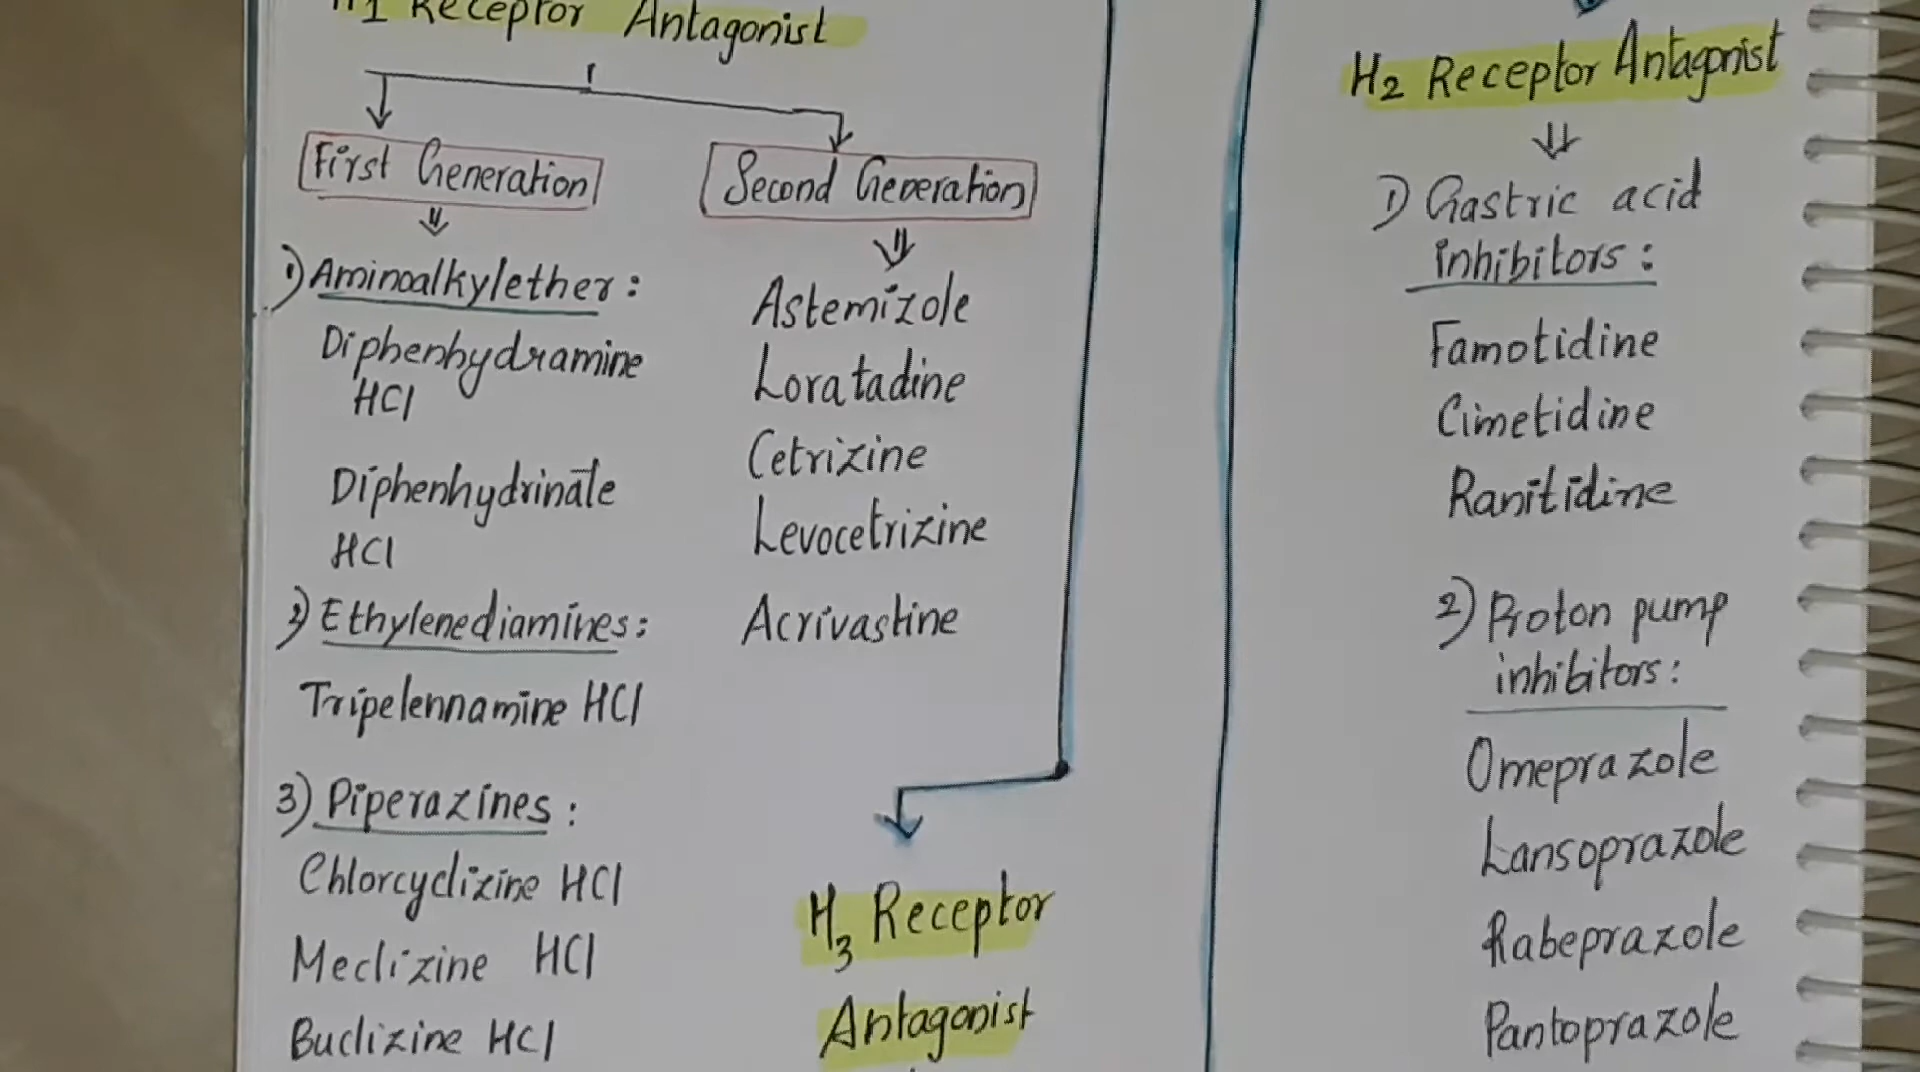 H1 Receptor Antagonist
First Generation
1) Aminoalkylether :
Diphenhydramine
HCl
Diphenhydrinate
HCl
2) Ethylenediamines :
Tripelennamine HCl
3) Piperazines :
Chlorcyclizine HCl
Meclizine HCl
Buclizine HCl
Second Generation
Astemizole
Loratadine
Cetrizine
Levocetrizine
Acrivastine
H3 Receptor
Antagonist
H2 Receptor Antagonist
1) Gastric acid
inhibitors :
Famotidine
Cimetidine
Ranitidine
2) Proton pump
inhibitors :
Omeprazole
Lansoprazole
Rabeprazole
Pantoprazole